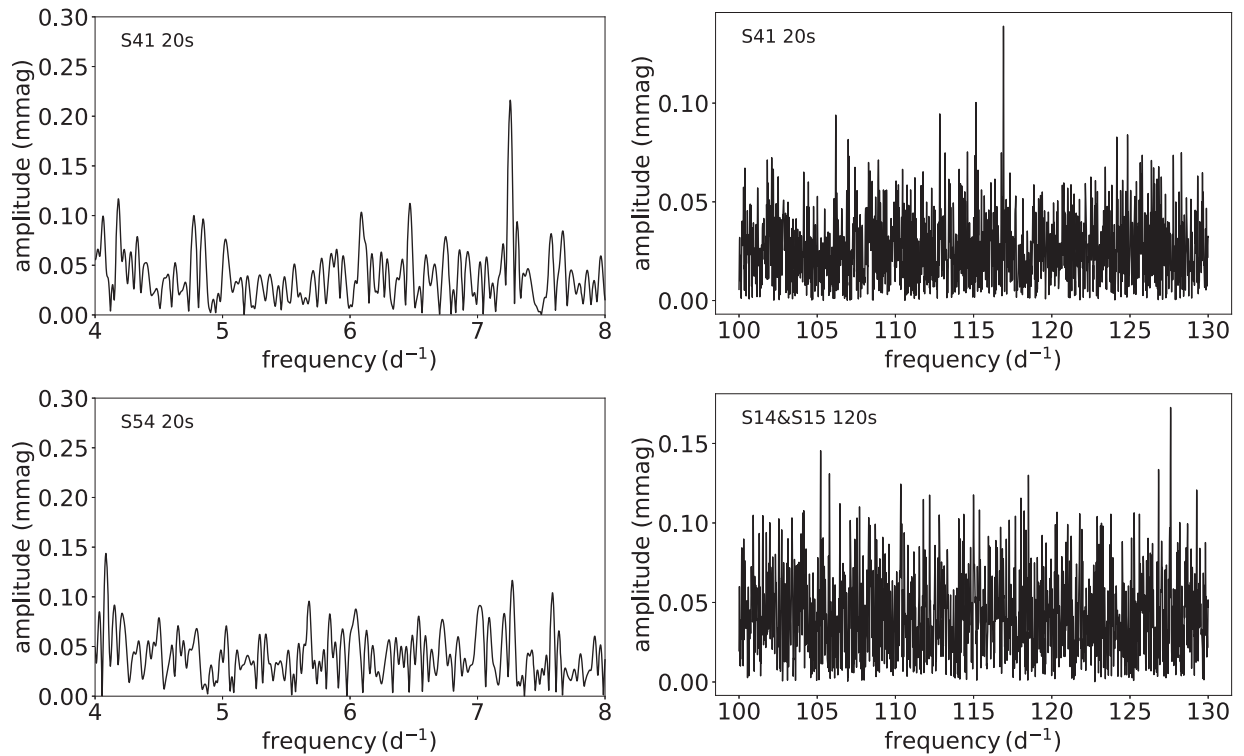 0.30
S41 20s
0.25
0.20
0.15
0.10
0.05
0.00
4 5 6 7 8
amplitude (mmag)
frequency (d⁻¹)
S41 20s
0.10
0.05
0.00
100 105 110 115 120 125 130
amplitude (mmag)
frequency (d⁻¹)
0.30
S54 20s
0.25
0.20
0.15
0.10
0.05
0.00
4 5 6 7 8
amplitude (mmag)
frequency (d⁻¹)
S14&S15 120s
0.15
0.10
0.05
0.00
100 105 110 115 120 125 130
amplitude (mmag)
frequency (d⁻¹)